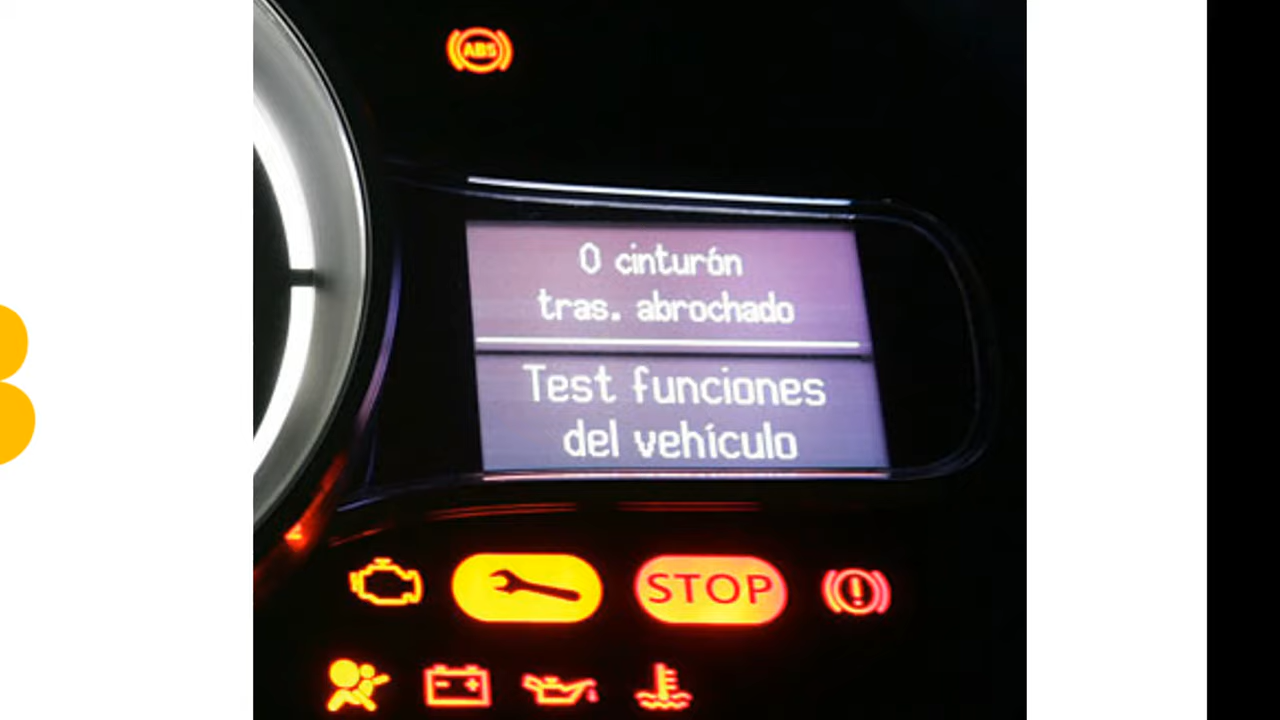 ABS
0 cinturón
tras. abrochado
Test funciones
del vehículo
STOP